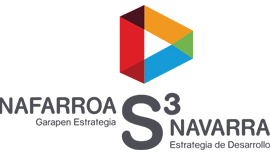 NAFARROA
Garapen Estrategia
S³
NAVARRA
Estrategia de Desarrollo